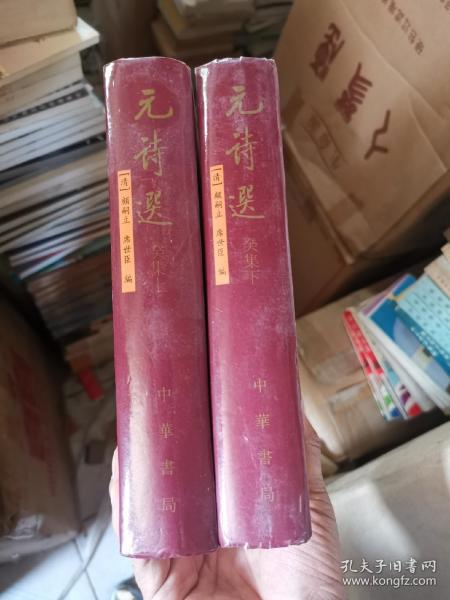 元詩選
癸集上
[清]顧嗣立 席世臣 編
中華書局
元詩選
癸集下
[清]顧嗣立 席世臣 編
中華書局
孔夫子旧书网
www.kongfz.com